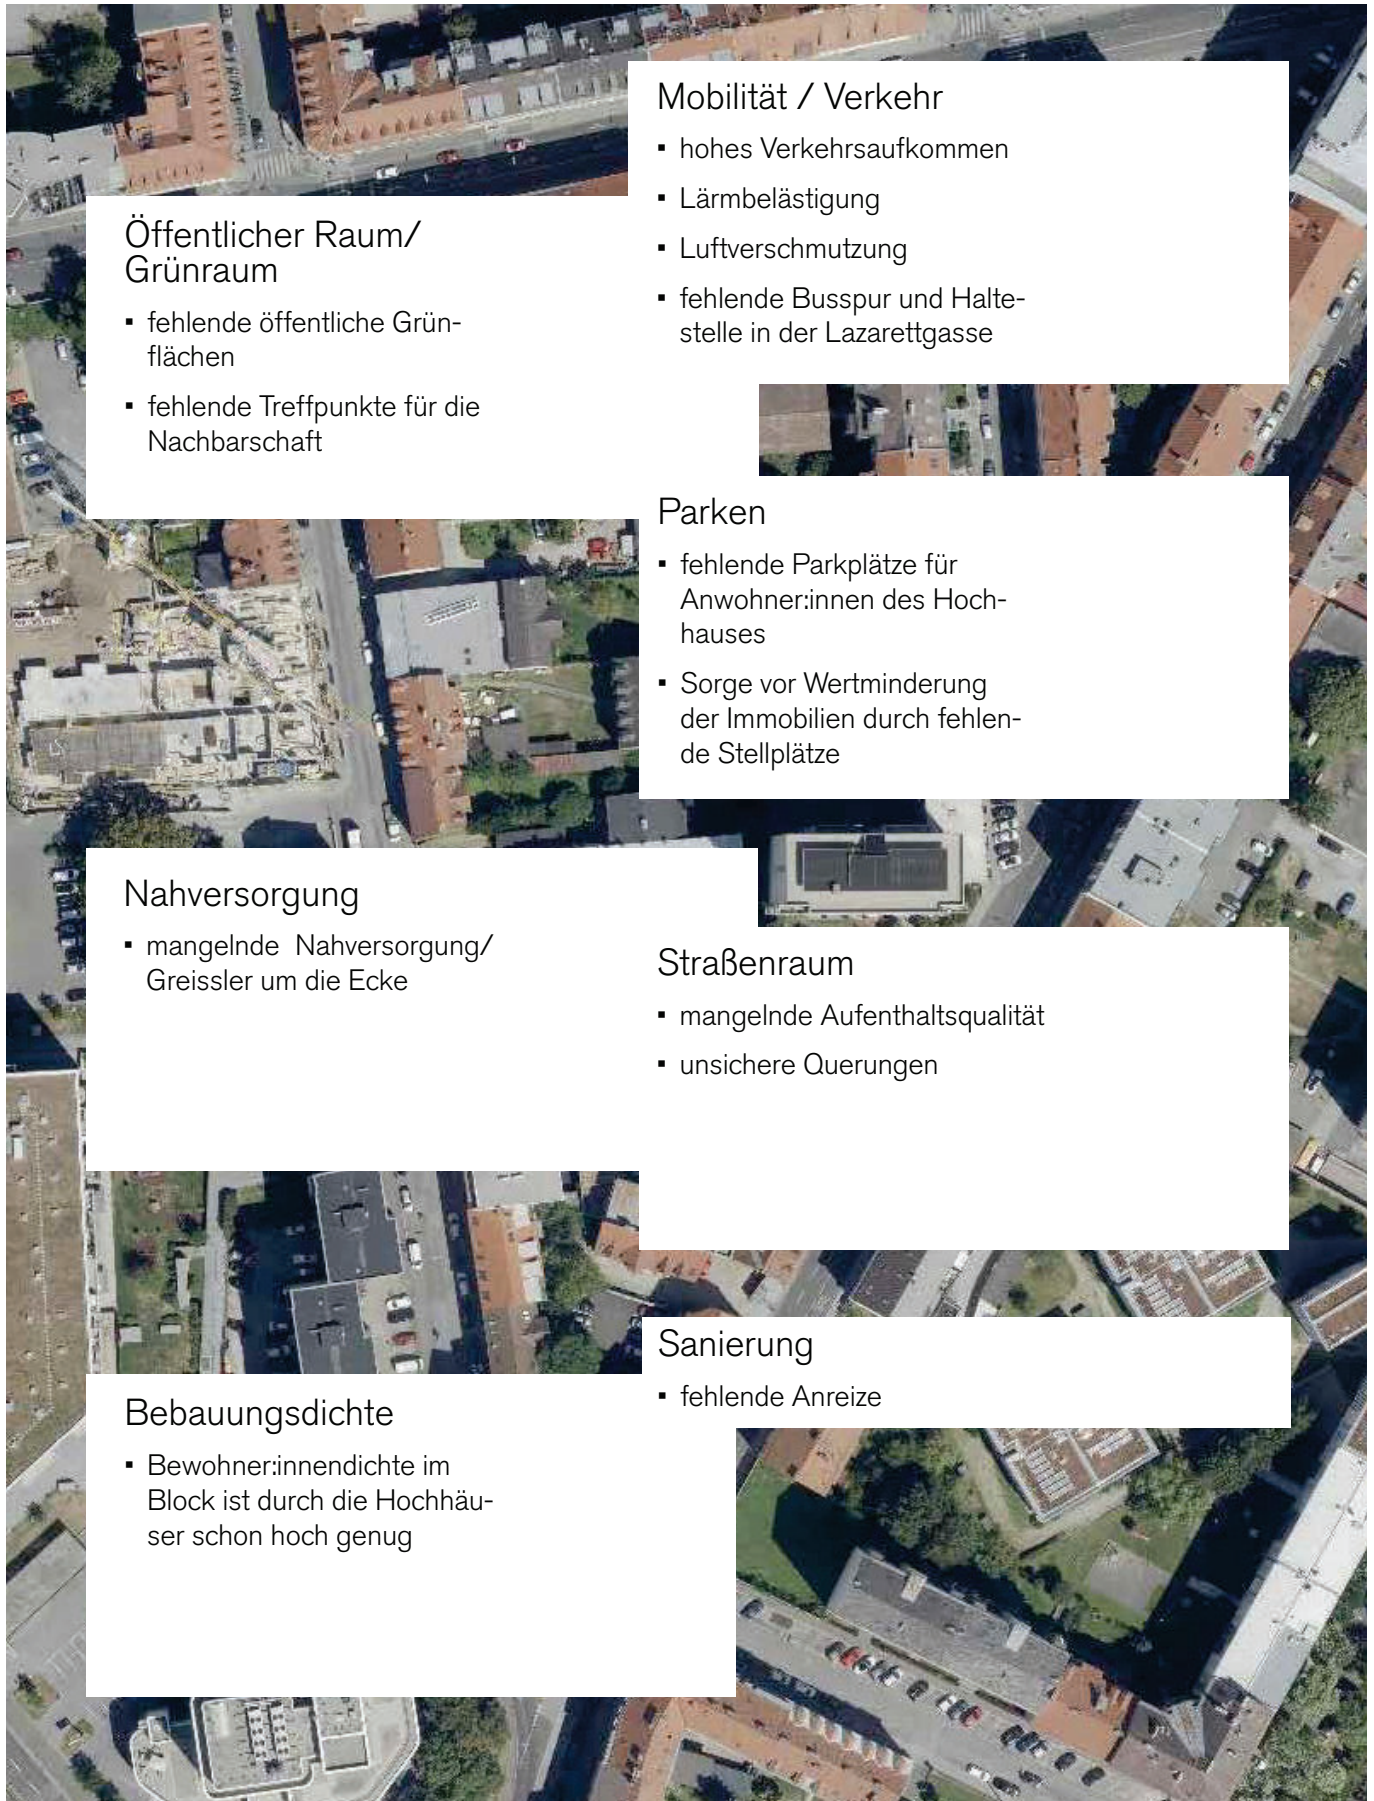 Mobilität / Verkehr
▪ hohes Verkehrsaufkommen
▪ Lärmbelästigung
▪ Luftverschmutzung
▪ fehlende Busspur und Halte-
stelle in der Lazarettgasse
Öffentlicher Raum/
Grünraum
▪ fehlende öffentliche Grün-
flächen
▪ fehlende Treffpunkte für die
Nachbarschaft
Parken
▪ fehlende Parkplätze für
Anwohner:innen des Hoch-
hauses
▪ Sorge vor Wertminderung
der Immobilien durch fehlen-
de Stellplätze
Nahversorgung
▪ mangelnde  Nahversorgung/
Greissler um die Ecke
Straßenraum
▪ mangelnde Aufenthaltsqualität
▪ unsichere Querungen
Sanierung
▪ fehlende Anreize
Bebauungsdichte
▪ Bewohner:innendichte im
Block ist durch die Hochhäu-
ser schon hoch genug